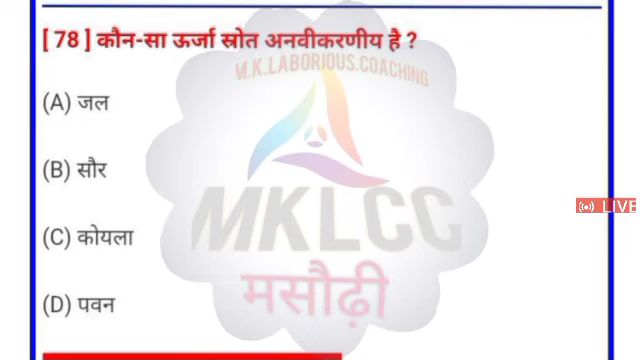 [ 78 ] कौन-सा ऊर्जा स्रोत अनवीकरणीय है ?
M.K.LABORIOUS.COACHING
(A) जल
(B) सौर
LIVE
MKLCC
(C) कोयला
मसौढ़ी
(D) पवन